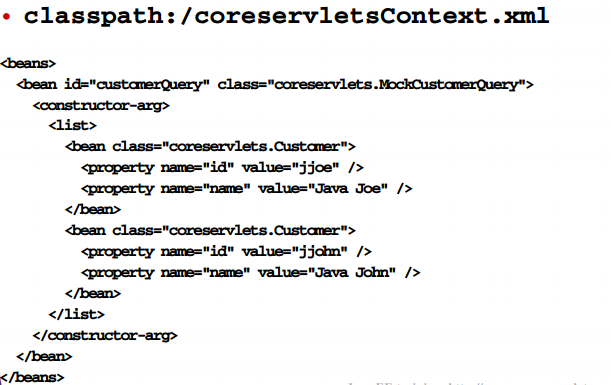 • classpath:/coreservletsContext.xml
<beans>
<bean id="customerQuery" class="coreservlets.MockCustomerQuery">
<constructor-arg>
<list>
<bean class="coreservlets.Customer">
<property name="id" value="jjoe" />
<property name="name" value="Java Joe" />
</bean>
<bean class="coreservlets.Customer">
<property name="id" value="jjohn" />
<property name="name" value="Java John" />
</bean>
</list>
</constructor-arg>
</bean>
</beans>